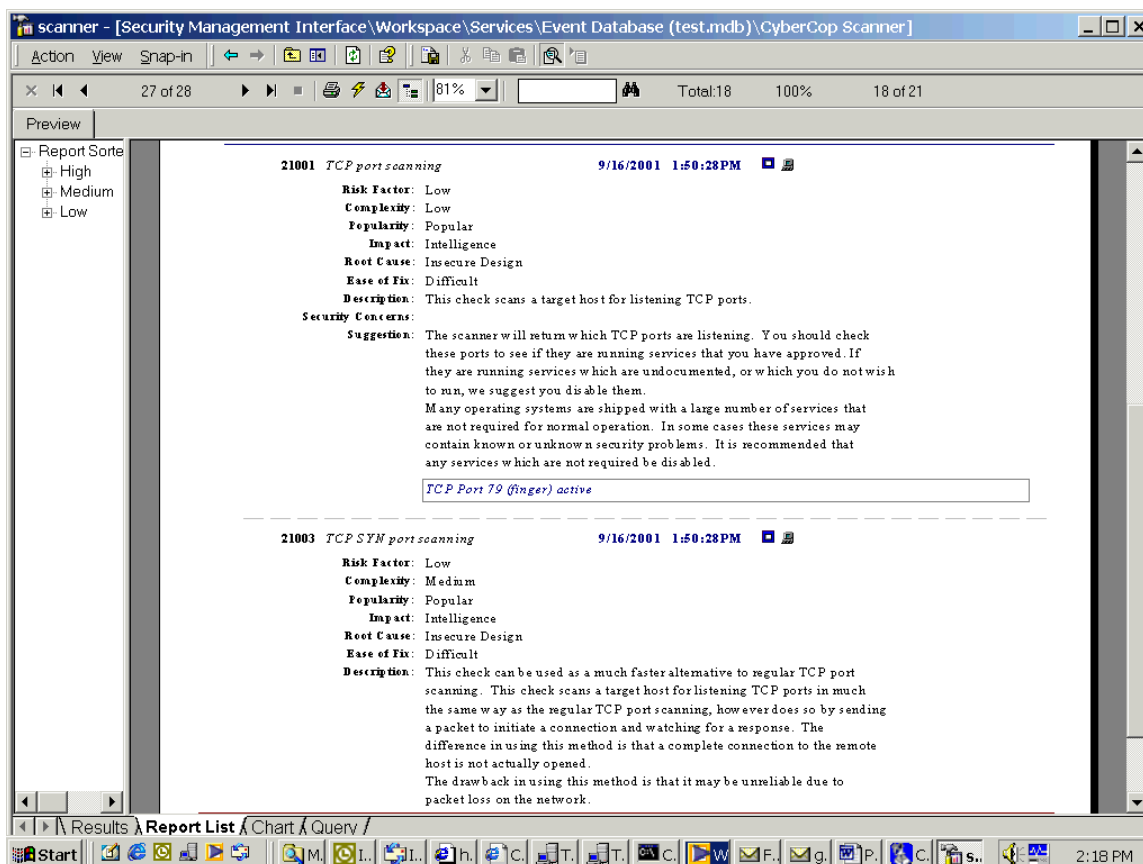 scanner - [Security Management Interface\Workspace\Services\Event Database (test.mdb)\CyberCop Scanner]
Action View Snap-in
27 of 28 81% Total:18 100% 18 of 21
Preview
Report Sorte
High
Medium
Low
21001 TCP port scanning 9/16/2001 1:50:28PM
Risk Factor: Low
Complexity: Low
Popularity: Popular
Impact: Intelligence
Root Cause: Insecure Design
Ease of Fix: Difficult
Description: This check scans a target host for listening TCP ports.
Security Concerns:
Suggestion: The scanner will return which TCP ports are listening. You should check
these ports to see if they are running services that you have approved. If
they are running services which are undocumented, or which you do not wish
to run, we suggest you disable them.
Many operating systems are shipped with a large number of services that
are not required for normal operation. In some cases these services may
contain known or unknown security problems. It is recommended that
any services which are not required be disabled.
TCP Port 79 (finger) active
21003 TCP SYN port scanning 9/16/2001 1:50:28PM
Risk Factor: Low
Complexity: Medium
Popularity: Popular
Impact: Intelligence
Root Cause: Insecure Design
Ease of Fix: Difficult
Description: This check can be used as a much faster alternative to regular TCP port
scanning. This check scans a target host for listening TCP ports in much
the same way as the regular TCP port scanning, however does so by sending
a packet to initiate a connection and watching for a response. The
difference in using this method is that a complete connection to the remote
host is not actually opened.
The drawback in using this method is that it may be unreliable due to
packet loss on the network.
Results Report List Chart Query
Start M. I.. I.. h. C. T. T. C. W F.. g. P. C. s.. 2:18 PM